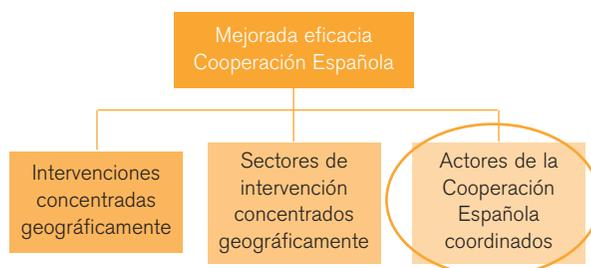 Mejorada eficacia
Cooperación Española
Intervenciones
concentradas
geográficamente
Sectores de
intervención
concentrados
geográficamente
Actores de la
Cooperación
Española
coordinados